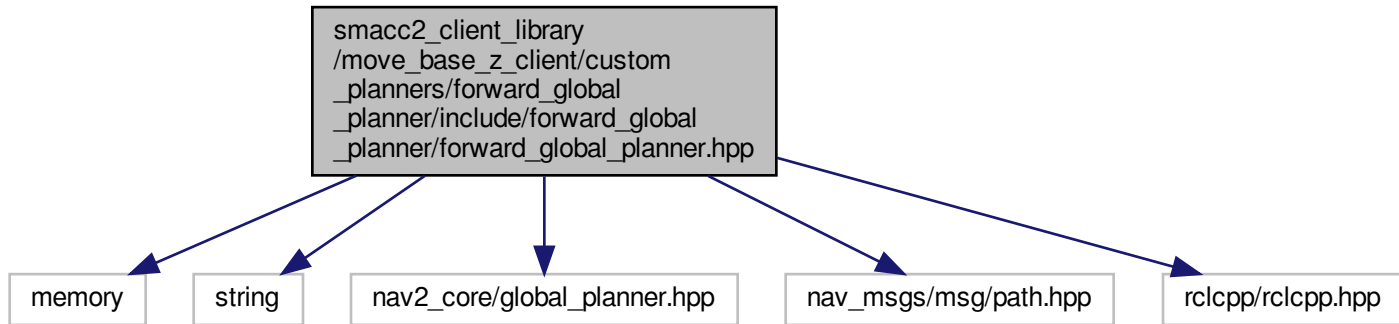 smacc2_client_library
/move_base_z_client/custom
_planners/forward_global
_planner/include/forward_global
_planner/forward_global_planner.hpp
memory
string
nav2_core/global_planner.hpp
nav_msgs/msg/path.hpp
rclcpp/rclcpp.hpp